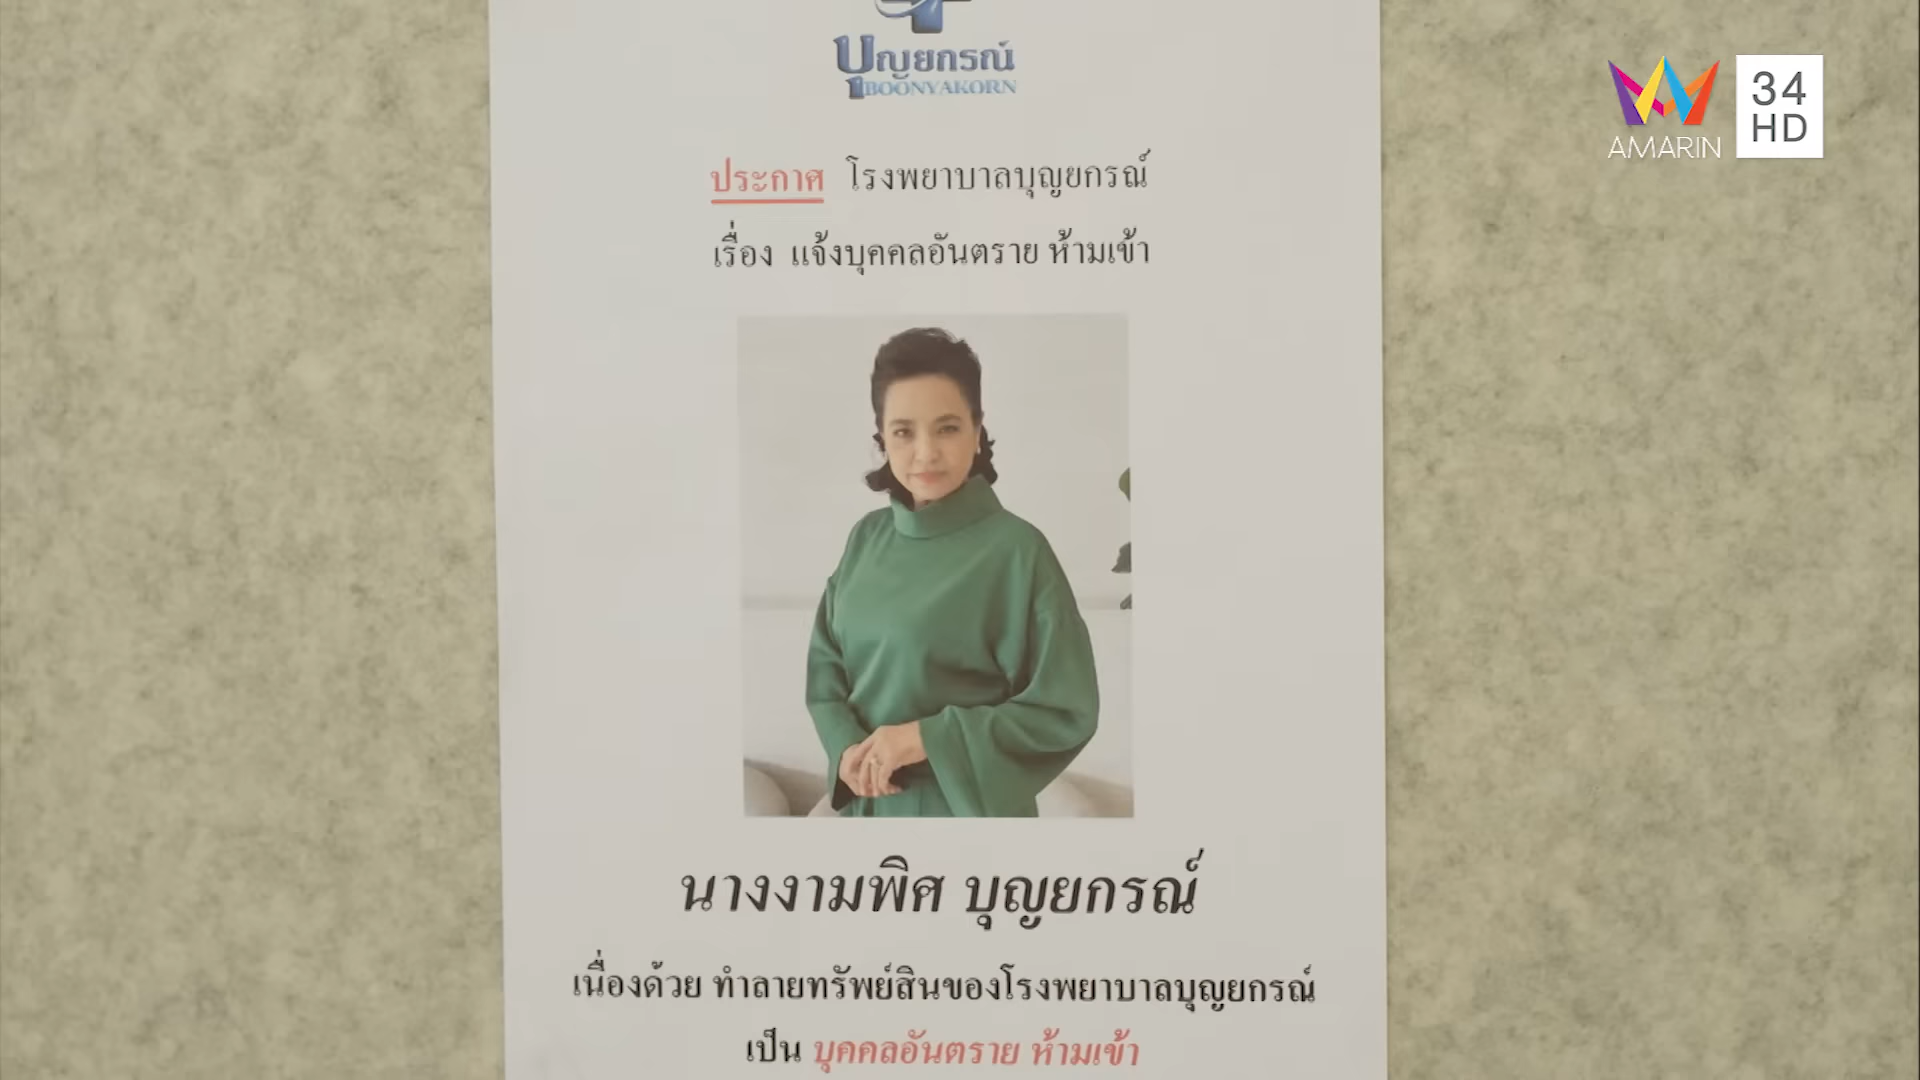 บุญยกรณ์
BOONYAKORN
AMARIN
34
HD
ประกาศ โรงพยาบาลบุญยกรณ์
เรื่อง แจ้งบุคคลอันตราย ห้ามเข้า
นางงามพิศ บุญยกรณ์
เนื่องด้วย ทำลายทรัพย์สินของโรงพยาบาลบุญยกรณ์
เป็น บุคคลอันตราย ห้ามเข้า